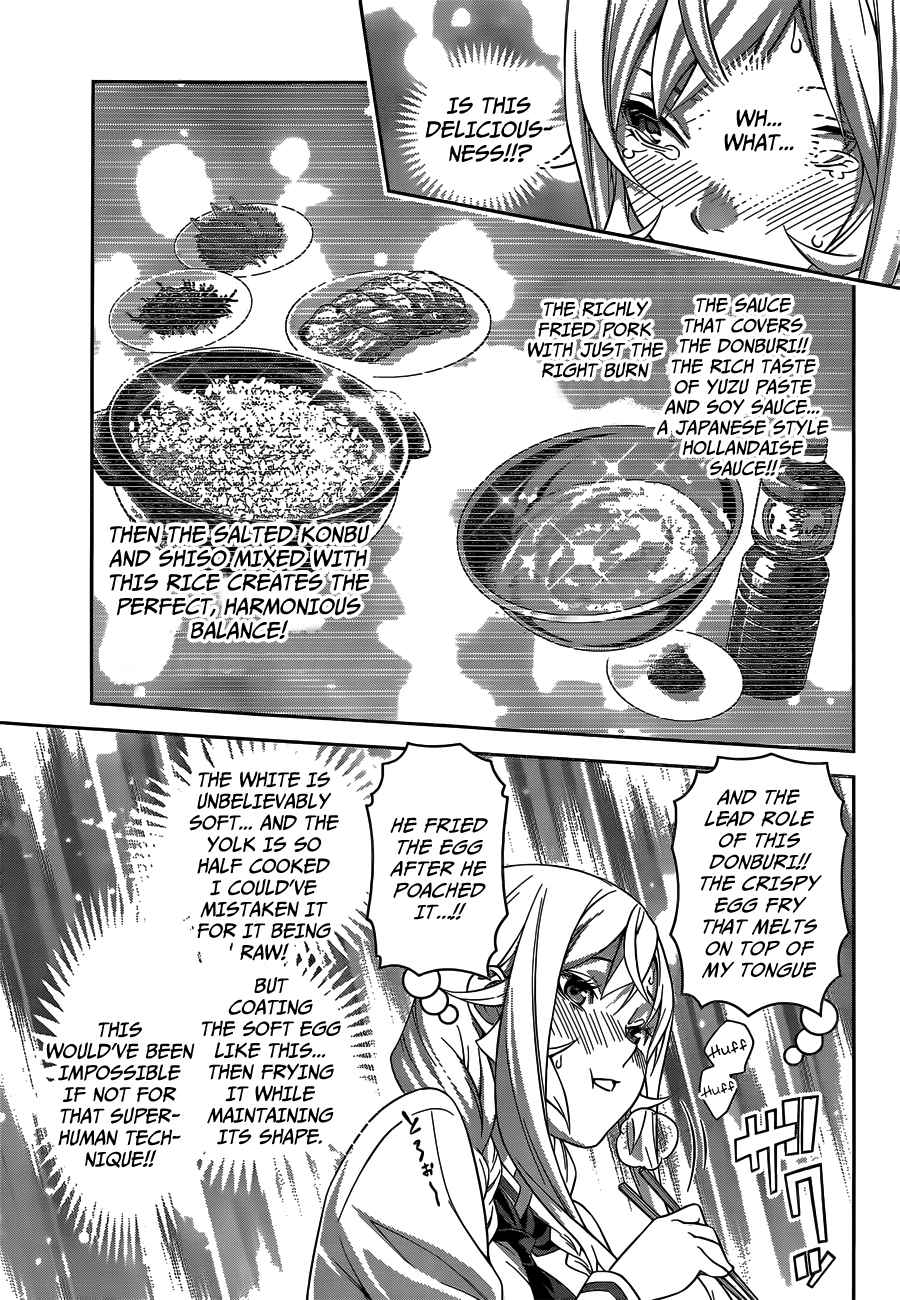 WH...
WHAT...
IS THIS
DELICIOUS-
NESS!!?
THE SAUCE
THAT COVERS
THE DONBURI!!
THE RICH TASTE
OF YUZU PASTE
AND SOY SAUCE...
A JAPANESE STYLE
HOLLANDAISE
SAUCE!!
THE RICHLY
FRIED PORK
WITH JUST THE
RIGHT BURN
THEN THE SALTED KONBU
AND SHISO MIXED WITH
THIS RICE CREATES THE
PERFECT, HARMONIOUS
BALANCE!
AND THE
LEAD ROLE
OF THIS
DONBURI!!
THE CRISPY
EGG FRY
THAT MELTS
ON TOP OF
MY TONGUE
HE FRIED
THE EGG
AFTER HE
POACHED
IT...!!
THE WHITE IS
UNBELIEVABLY
SOFT... AND THE
YOLK IS SO
HALF COOKED
I COULD'VE
MISTAKEN IT
FOR IT BEING
RAW!
BUT
COATING
THE SOFT EGG
LIKE THIS...
THEN FRYING
IT WHILE
MAINTAINING
ITS SHAPE.
THIS
WOULD'VE BEEN
IMPOSSIBLE
IF NOT FOR
THAT SUPER-
HUMAN TECH-
NIQUE!!
Huff
Huff
ザクッ
とろぉ～